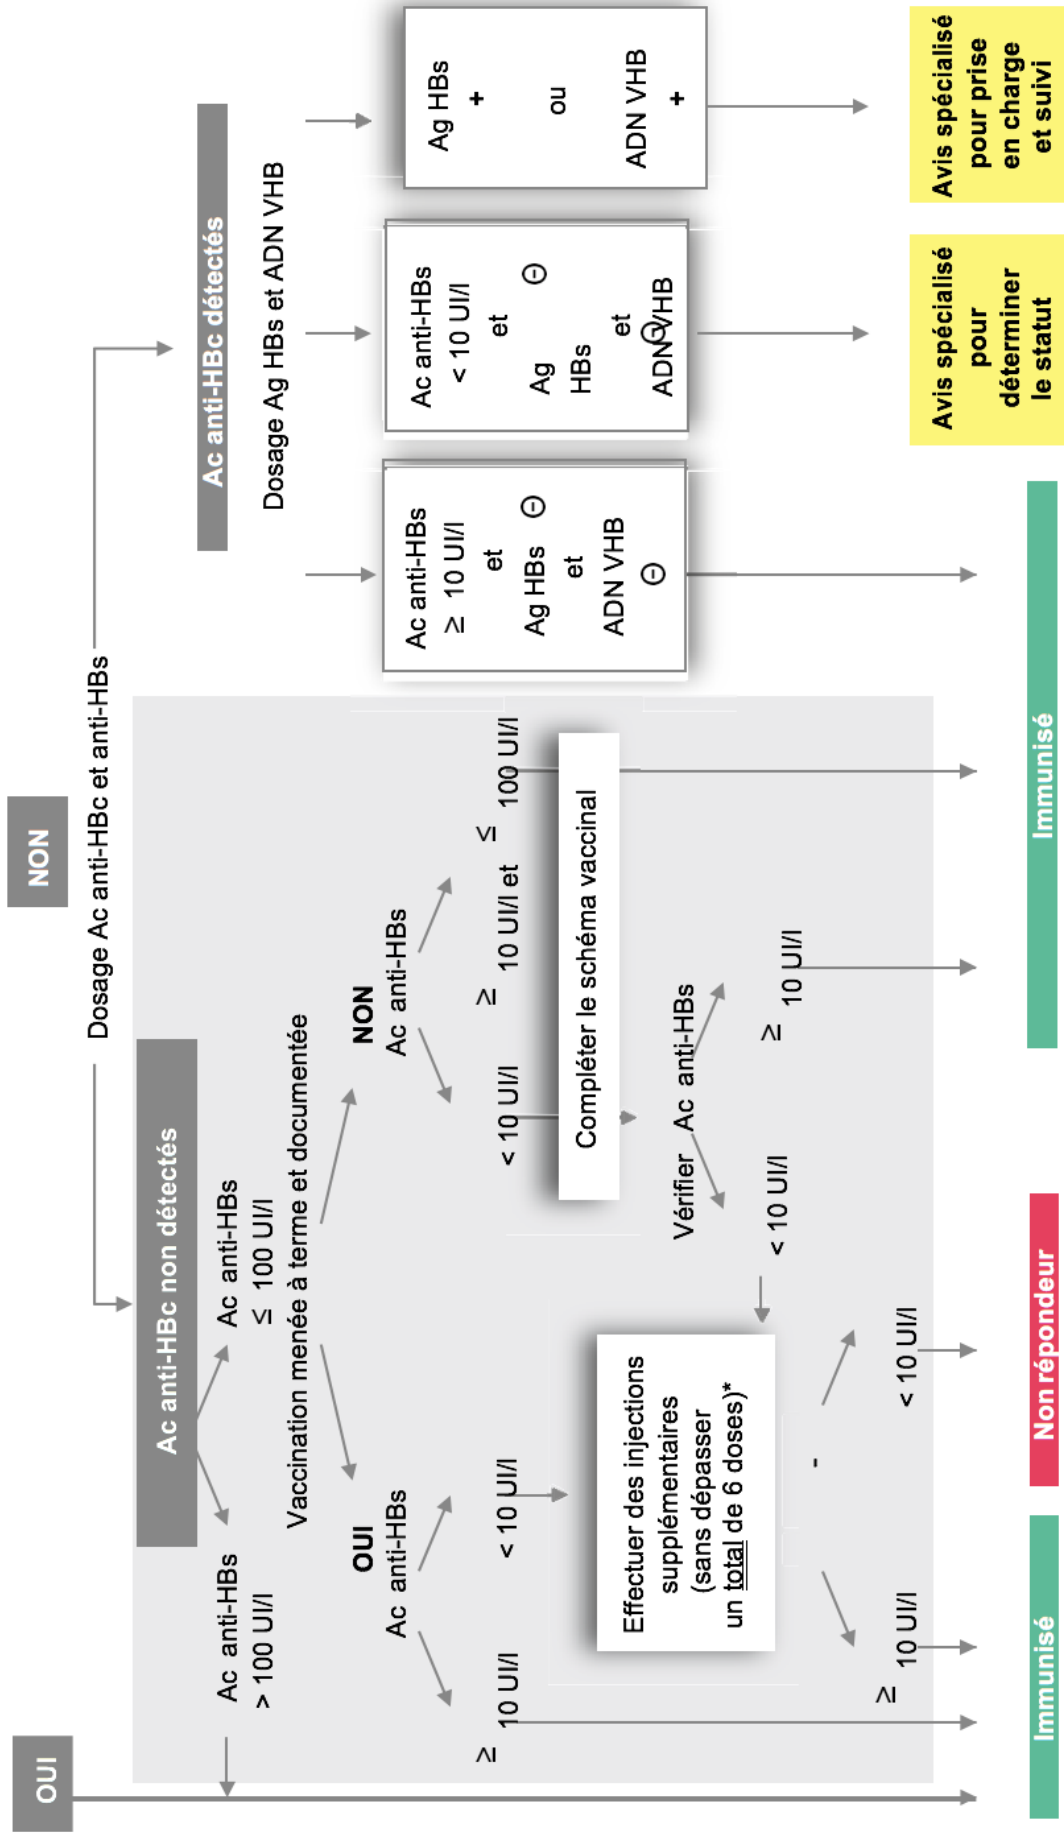 OUI
NON
Dosage Ac anti-HBc et anti-HBs
Ac anti-HBc non détectés
Ac anti-HBc détectés
Ac anti-HBs
> 100 UI/l
Ac anti-HBs
≤ 100 UI/l
Dosage Ag HBs et ADN VHB
Vaccination menée à terme et documentée
OUI
Ac anti-HBs
NON
Ac anti-HBs
≥
10 UI/l
< 10 UI/l
< 10 UI/l
≥ 10 UI/l et
≤
100 UI/l
Compléter le schéma vaccinal
Vérifier Ac anti-HBs
< 10 UI/l
≥
10 UI/l
Effectuer des injections
supplémentaires
(sans dépasser
un total de 6 doses)*
-
≥
10 UI/l
< 10 UI/l
Ac anti-HBs
≥ 10 UI/l
et
Ag HBs ⊖
et
ADN VHB
⊖
Ac anti-HBs
< 10 UI/l
et
⊖
Ag
HBs
et
⊖
ADN VHB
Ag HBs
+
ou
ADN VHB
+
Immunisé
Non répondeur
Immunisé
Avis spécialisé
pour
déterminer
le statut
Avis spécialisé
pour prise
en charge
et suivi